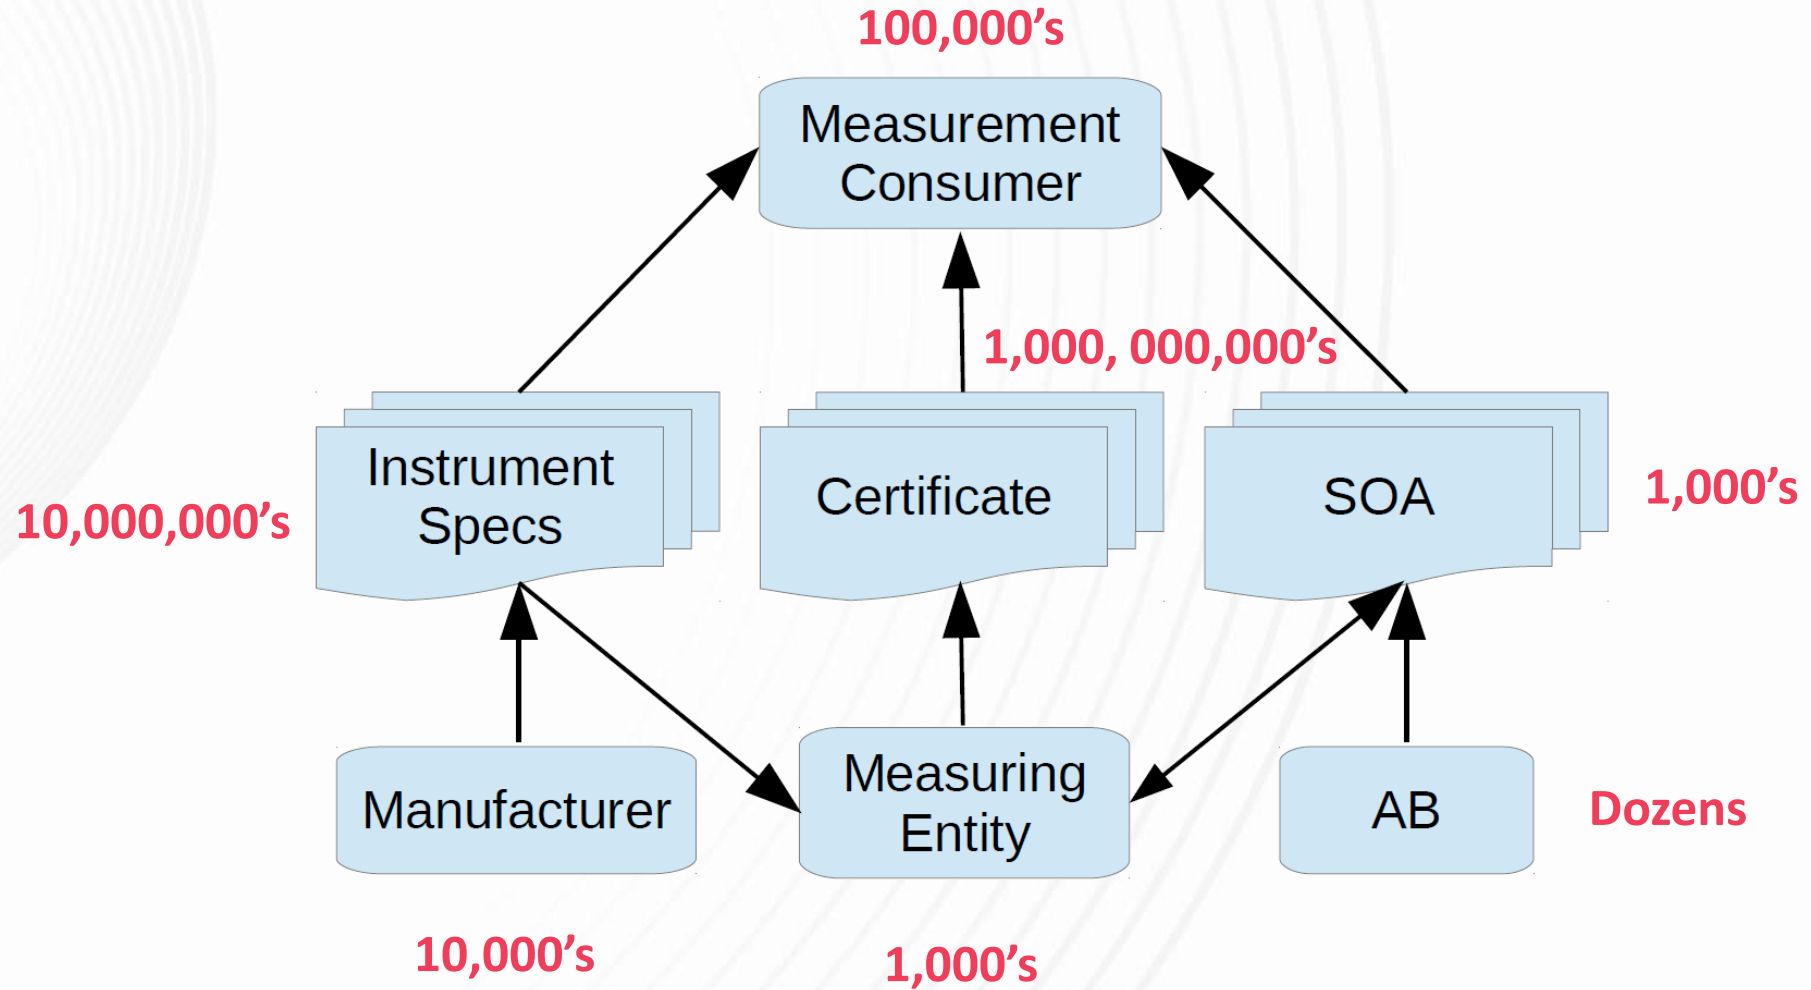 100,000’s
Measurement
Consumer
1,000, 000,000’s
Instrument
Specs
Certificate
SOA
1,000’s
10,000,000’s
Manufacturer
Measuring
Entity
AB
Dozens
10,000’s
1,000’s